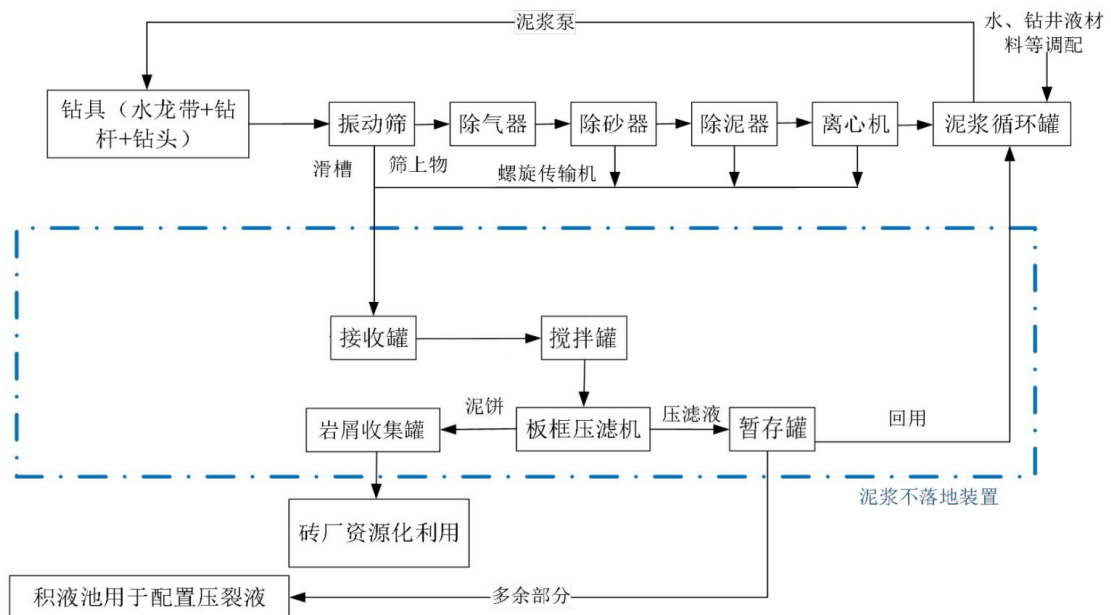 泥浆泵
水、钻井液材
料等调配
钻具（水龙带+钻
杆+钻头）
振动筛
除气器
除砂器
除泥器
离心机
泥浆循环罐
滑槽
筛上物
螺旋传输机
接收罐
搅拌罐
泥饼
压滤液
岩屑收集罐
板框压滤机
暂存罐
回用
泥浆不落地装置
砖厂资源化利用
积液池用于配置压裂液
多余部分